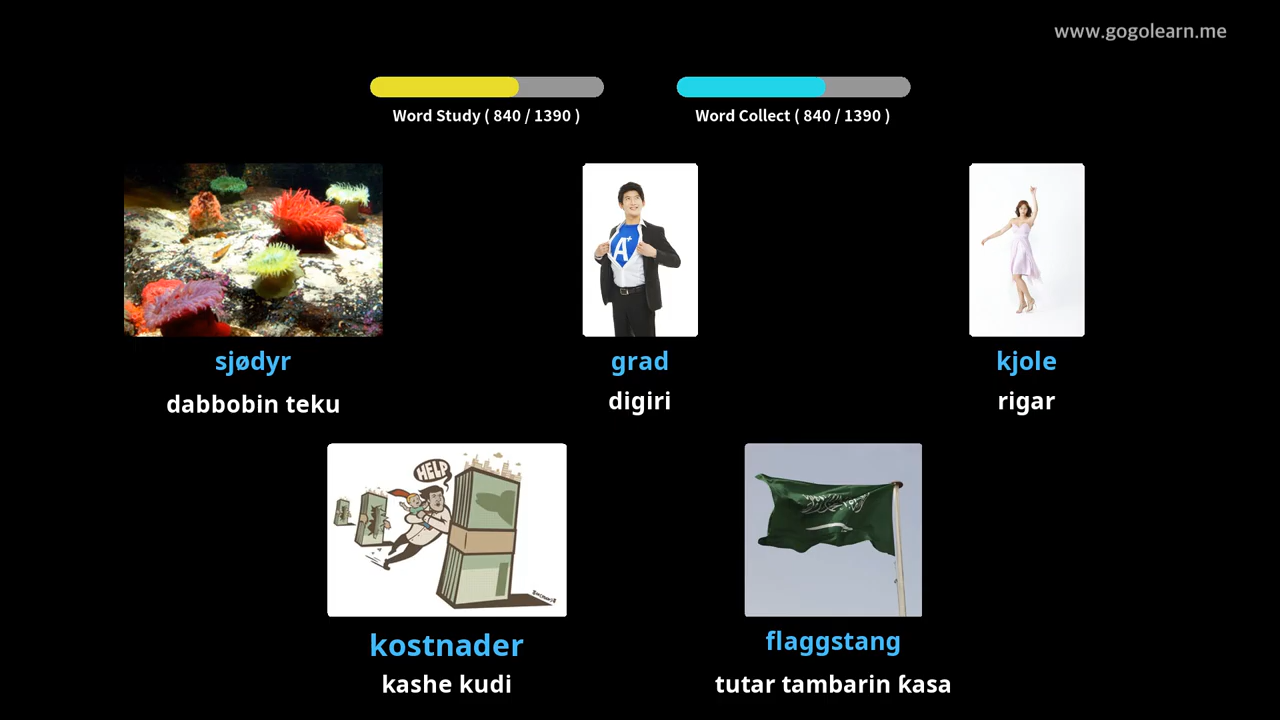 www.gogolearn.me
Word Study ( 840 / 1390 )
Word Collect ( 840 / 1390 )
A+
sjødyr
grad
kjole
dabbobin teku
digiri
rigar
HELP
kostnader
flaggstang
kashe kudi
tutar tambarin ƙasa